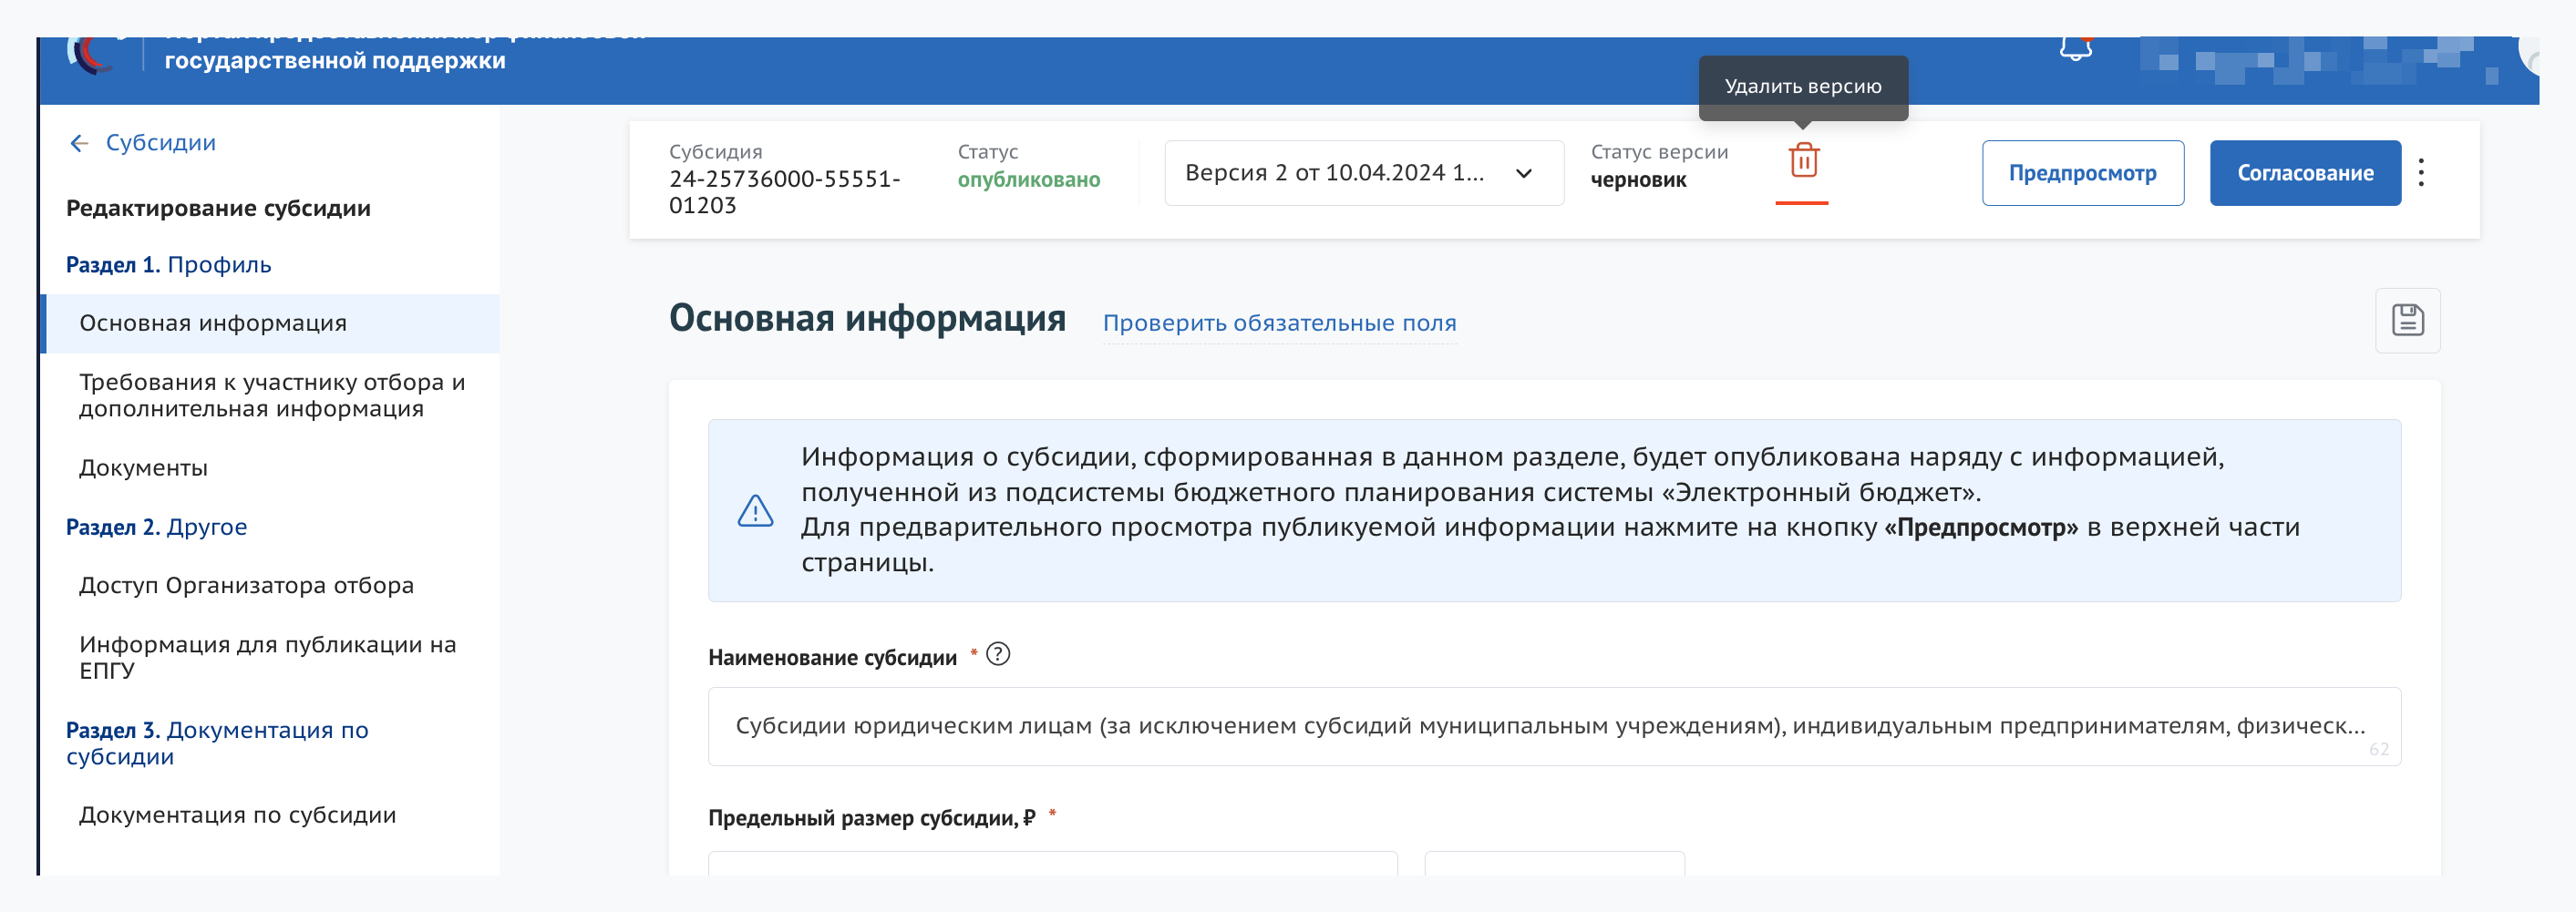 государственной поддержки
Удалить версию
← Субсидии
Редактирование субсидии
Раздел 1. Профиль
Основная информация
Требования к участнику отбора и
дополнительная информация
Документы
Раздел 2. Другое
Доступ Организатора отбора
Информация для публикации на
ЕПГУ
Раздел 3. Документация по
субсидии
Документация по субсидии
Субсидия
24-25736000-55551-
01203
Статус
опубликовано
Версия 2 от 10.04.2024 1...
Статус версии
черновик
Предпросмотр
Согласование
Основная информация
Проверить обязательные поля
Информация о субсидии, сформированная в данном разделе, будет опубликована наряду с информацией,
полученной из подсистемы бюджетного планирования системы «Электронный бюджет».
Для предварительного просмотра публикуемой информации нажмите на кнопку «Предпросмотр» в верхней части
страницы.
Наименование субсидии * ?
Субсидии юридическим лицам (за исключением субсидий муниципальным учреждениям), индивидуальным предпринимателям, физическ...
62
Предельный размер субсидии, ₽ *